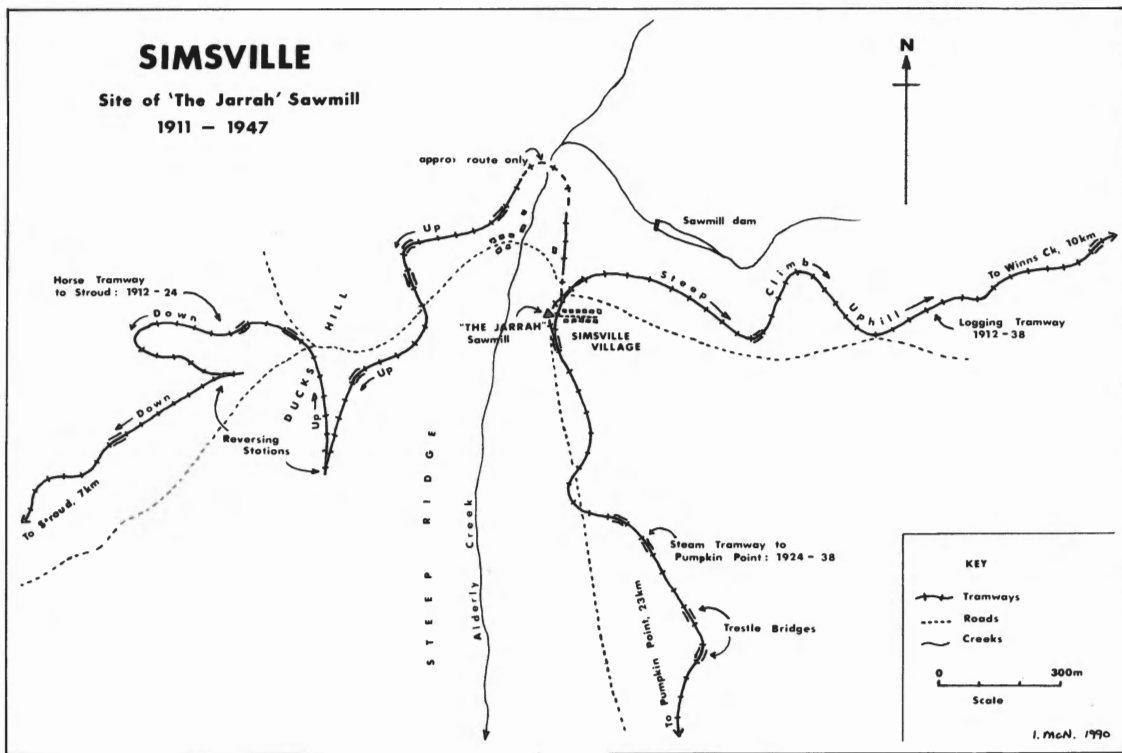 SIMSVILLE
Site of 'The Jarrah' Sawmill
1911 – 1947
N
approx route only
Up
Sawmill dam
To Winns Ck, 10km
Horse Tramway
to Stroud: 1912 - 24
Down
DUCKS HILL
Steep Climb Uphill
Logging Tramway
1912-38
"THE JARRAH"
Sawmill
SIMSVILLE
VILLAGE
Up
Up
Down
Reversing
Stations
To Stroud, 7km
STEEP RIDGE
Alderly Creek
Steam Tramway to
Pumpkin Point: 1924 - 38
Trestle Bridges
To Pumpkin Point, 23km
KEY
Tramways
Roads
Creeks
0 300m
Scale
I. McN. 1990